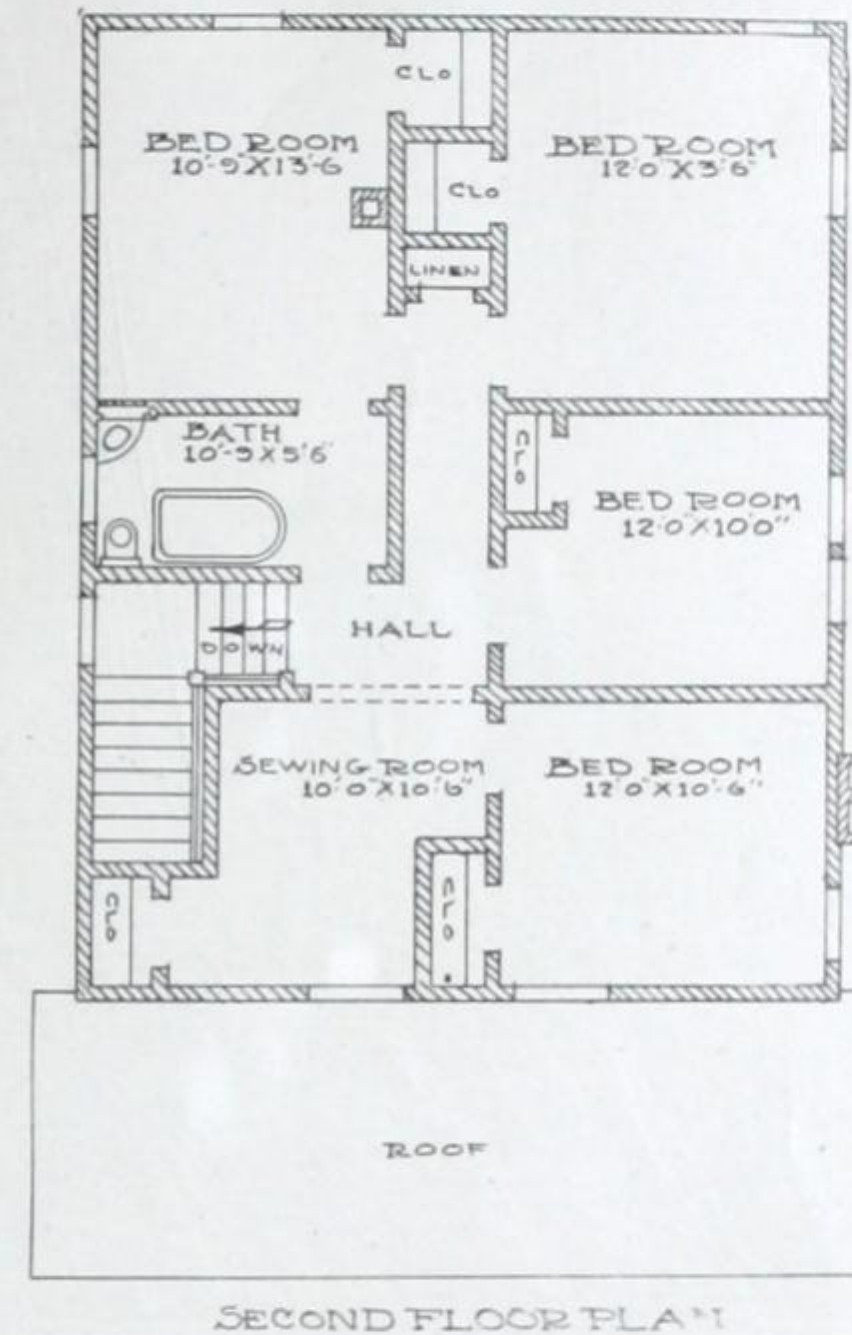 CLO
BED ROOM
10'-9"X13'-6
BED ROOM
12'0"X3'6"
CLO
LINEN
BATH
10'-9X5'6"
CLO
BED ROOM
12'0"X10'0"
HALL
DOWN
SEWING ROOM
10'0"X10'6"
BED ROOM
12'0"X10'-6"
CLO
CLO
ROOF
SECOND FLOOR PLAN